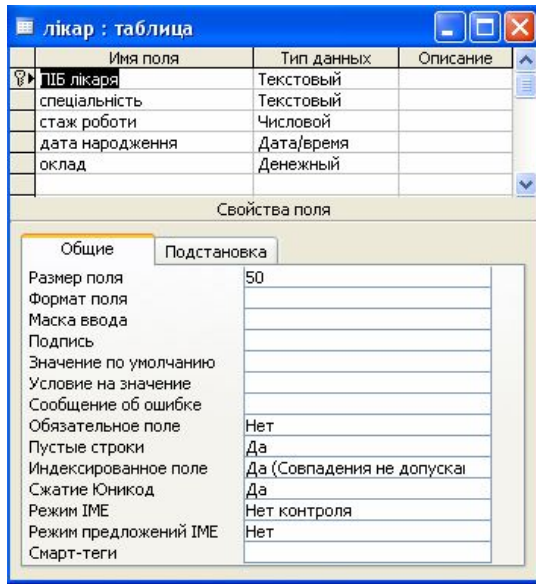 лікар : таблица
Имя поля Тип данных Описание
ПІБ лікаря Текстовый
спеціальність Текстовый
стаж роботи Числовой
дата народження Дата/время
оклад Денежный
Свойства поля
Общие Подстановка
Размер поля 50
Формат поля
Маска ввода
Подпись
Значение по умолчанию
Условие на значение
Сообщение об ошибке
Обязательное поле Нет
Пустые строки Да
Индексированное поле Да (Совпадения не допускаı
Сжатие Юникод Да
Режим IME Нет контроля
Режим предложений IME Нет
Смарт-теги